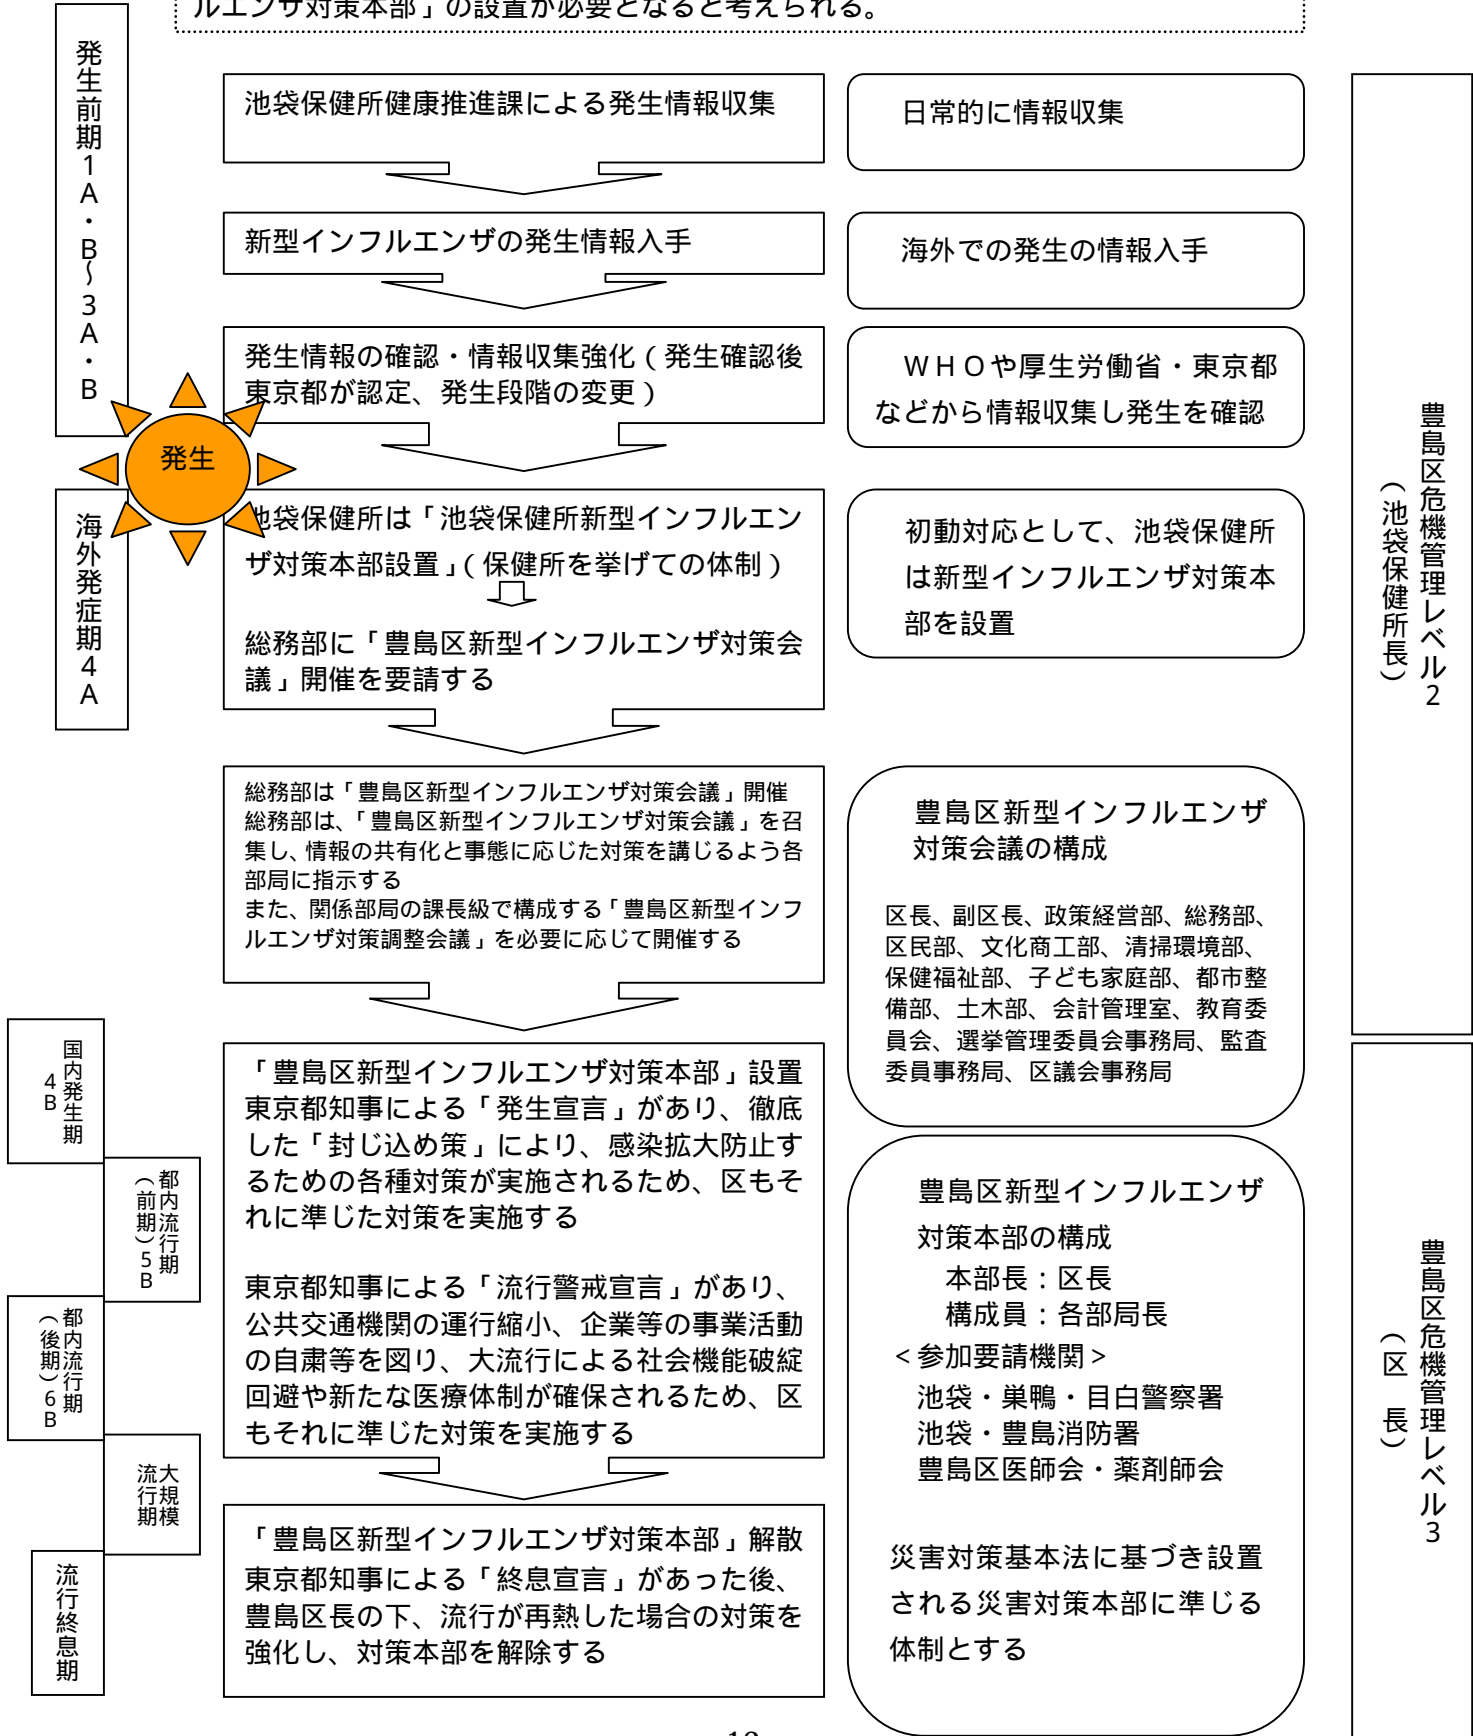 ルエンザ対策本部」の設置が必要となると考えられる。
発生前期1A・B～3A・B
池袋保健所健康推進課による発生情報収集
日常的に情報収集
新型インフルエンザの発生情報入手
海外での発生の情報入手
発生情報の確認・情報収集強化（発生確認後
東京都が認定、発生段階の変更）
ＷＨＯや厚生労働省・東京都
などから情報収集し発生を確認
発生
海外発症期4A
池袋保健所は「池袋保健所新型インフルエン
ザ対策本部設置」（保健所を挙げての体制）
総務部に「豊島区新型インフルエンザ対策会
議」開催を要請する
初動対応として、池袋保健所
は新型インフルエンザ対策本
部を設置
豊島区危機管理レベル2
（池袋保健所長）
総務部は「豊島区新型インフルエンザ対策会議」開催
総務部は、「豊島区新型インフルエンザ対策会議」を召
集し、情報の共有化と事態に応じた対策を講じるよう各
部局に指示する
また、関係部局の課長級で構成する「豊島区新型インフ
ルエンザ対策調整会議」を必要に応じて開催する
豊島区新型インフルエンザ
対策会議の構成
区長、副区長、政策経営部、総務部、
区民部、文化商工部、清掃環境部、
保健福祉部、子ども家庭部、都市整
備部、土木部、会計管理室、教育委
員会、選挙管理委員会事務局、監査
委員事務局、区議会事務局
国内発生期
4B
都内流行期
（前期）5B
都内流行期
（後期）6B
大規模
流行期
流行終息期
「豊島区新型インフルエンザ対策本部」設置
東京都知事による「発生宣言」があり、徹底
した「封じ込め策」により、感染拡大防止す
るための各種対策が実施されるため、区もそ
れに準じた対策を実施する
東京都知事による「流行警戒宣言」があり、
公共交通機関の運行縮小、企業等の事業活動
の自粛等を図り、大流行による社会機能破綻
回避や新たな医療体制が確保されるため、区
もそれに準じた対策を実施する
「豊島区新型インフルエンザ対策本部」解散
東京都知事による「終息宣言」があった後、
豊島区長の下、流行が再熱した場合の対策を
強化し、対策本部を解除する
豊島区新型インフルエンザ
対策本部の構成
本部長：区長
構成員：各部局長
＜参加要請機関＞
池袋・巣鴨・目白警察署
池袋・豊島消防署
豊島区医師会・薬剤師会
災害対策基本法に基づき設置
される災害対策本部に準じる
体制とする
豊島区危機管理レベル3
（区　長）